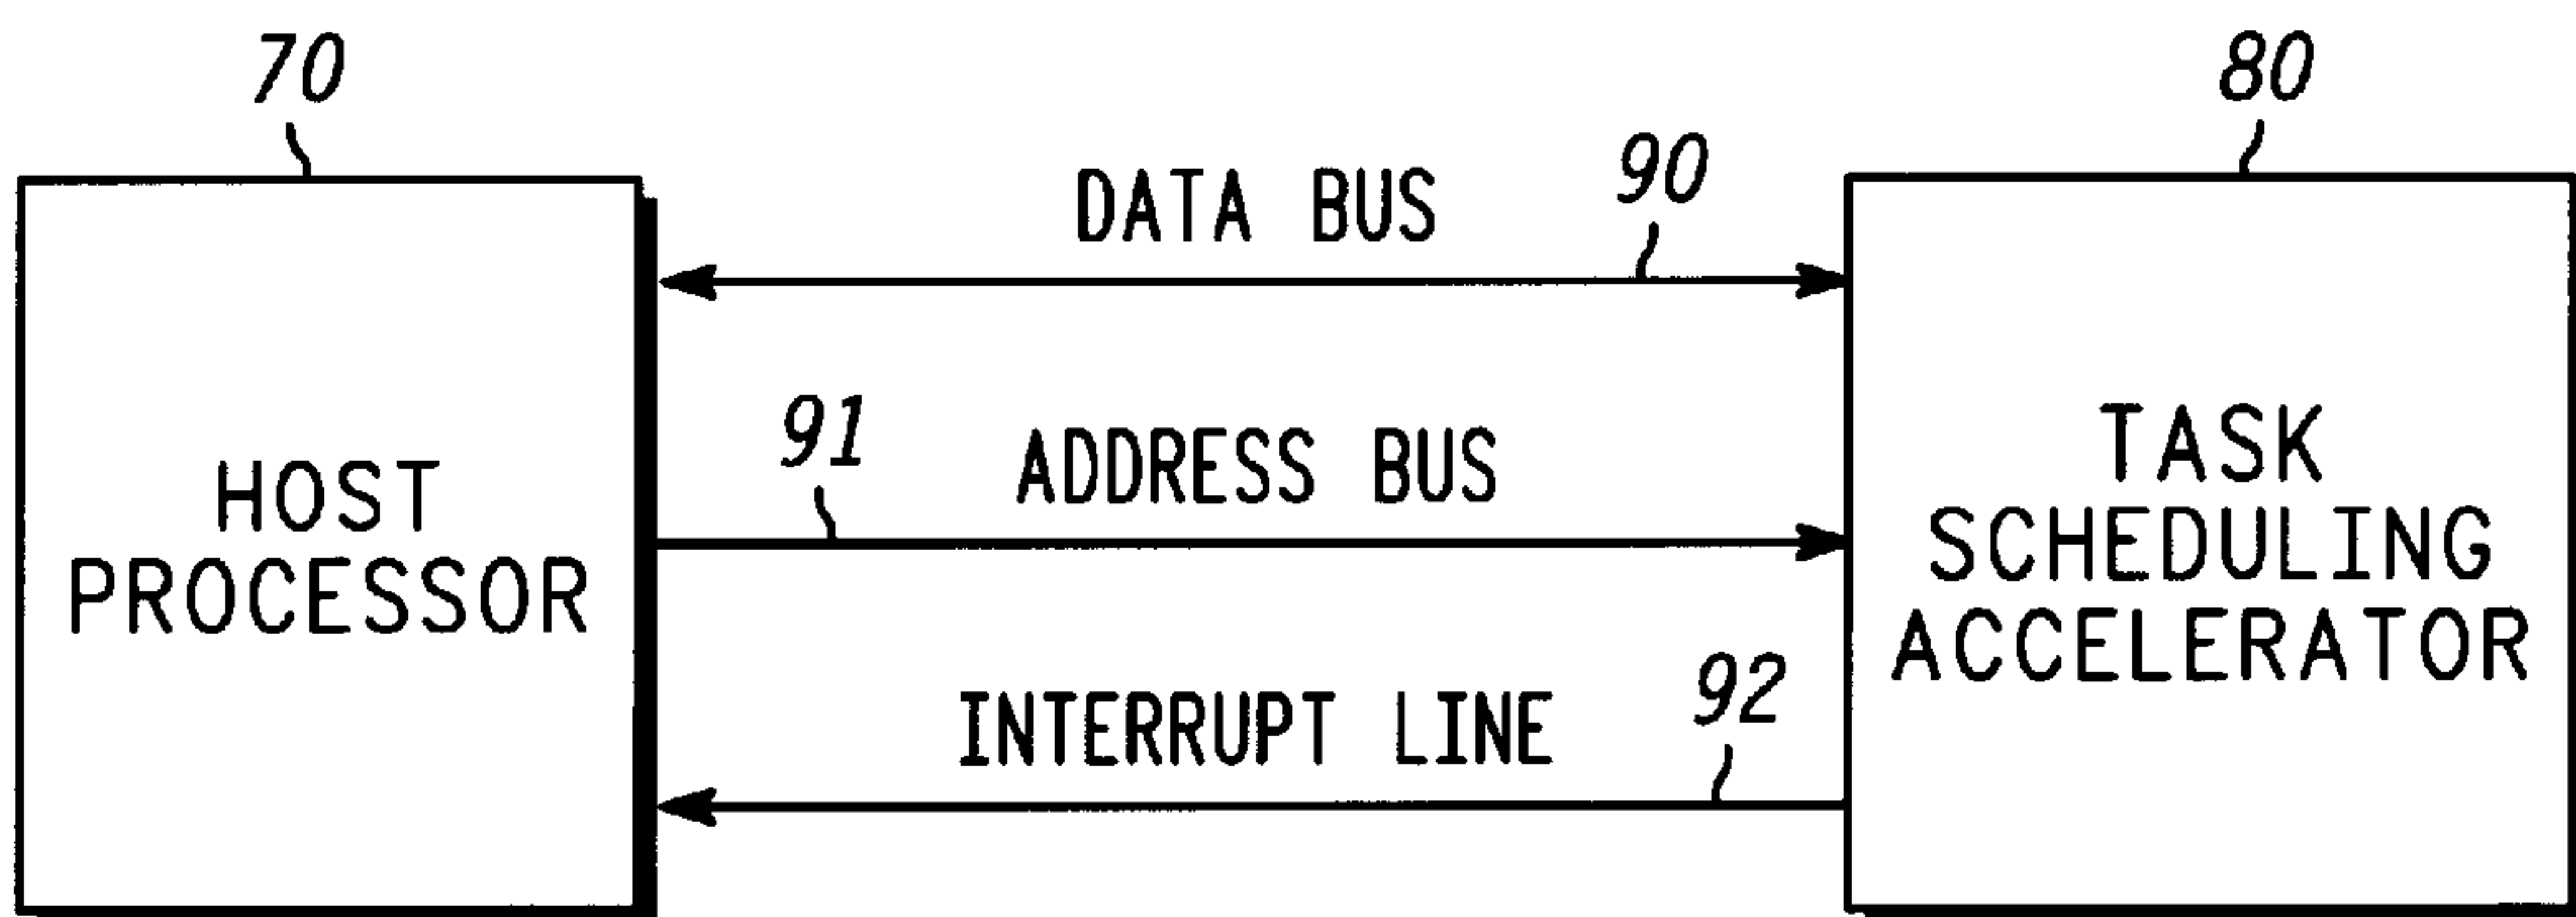 70
80
DATA BUS
90
91
ADDRESS BUS
HOST
PROCESSOR
TASK
SCHEDULING
ACCELERATOR
INTERRUPT LINE
92